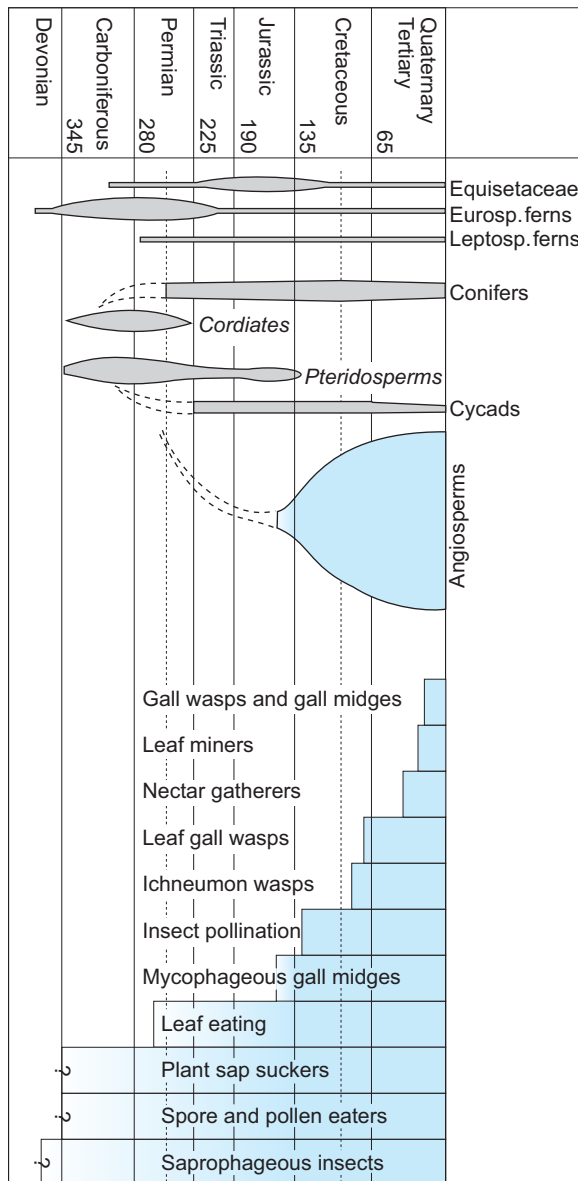 Devonian
Carboniferous
Permian
Triassic
Jurassic
Cretaceous
Tertiary
Quaternary
345
280
225
190
135
65
Equisetaceae
Eurosp. ferns
Leptosp. ferns
Conifers
Cordiates
Pteridosperms
Cycads
Angiosperms
Gall wasps and gall midges
Leaf miners
Nectar gatherers
Leaf gall wasps
Ichneumon wasps
Insect pollination
Mycophageous gall midges
Leaf eating
? Plant sap suckers
? Spore and pollen eaters
? Saprophageous insects